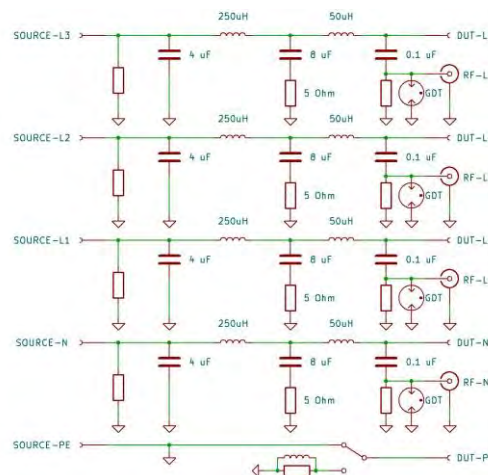 250uH 50uH
SOURCE-L3 DUT-L
4 uF 8 uF 0.1 uF
RF-L
5 Ohm GDT
250uH 50uH
SOURCE-L2 DUT-L
4 uF 8 uF 0.1 uF
RF-L
5 Ohm GDT
250uH 50uH
SOURCE-L1 DUT-L
4 uF 8 uF 0.1 uF
RF-L
5 Ohm GDT
250uH 50uH
SOURCE-N DUT-N
4 uF 8 uF 0.1 uF
RF-N
5 Ohm GDT
SOURCE-PE DUT-P